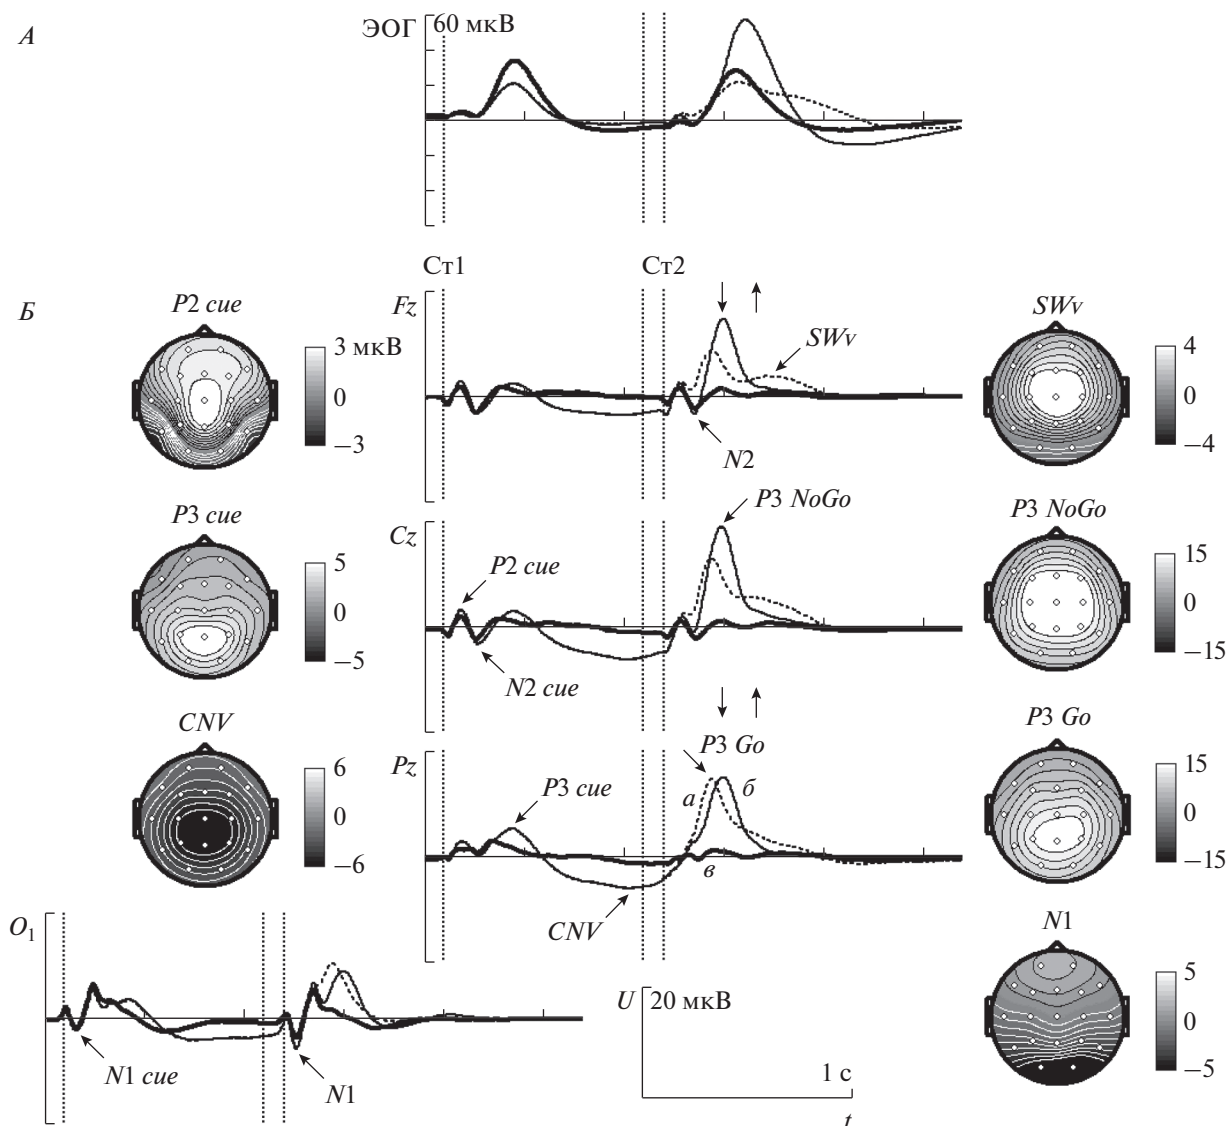 А
ЭОГ
60 мкВ
Ст1
Ст2
Б
P2 cue
3 мкВ
0
−3
Fz
SWv
N2
SWv
4
0
−4
P3 cue
5
0
−5
Cz
P2 cue
N2 cue
P3 NoGo
P3 NoGo
15
0
−15
CNV
6
0
−6
Pz
P3 cue
CNV
P3 Go
а
б
в
P3 Go
15
0
−15
O1
N1 cue
N1
U
20 мкВ
1 с
t
N1
5
0
−5